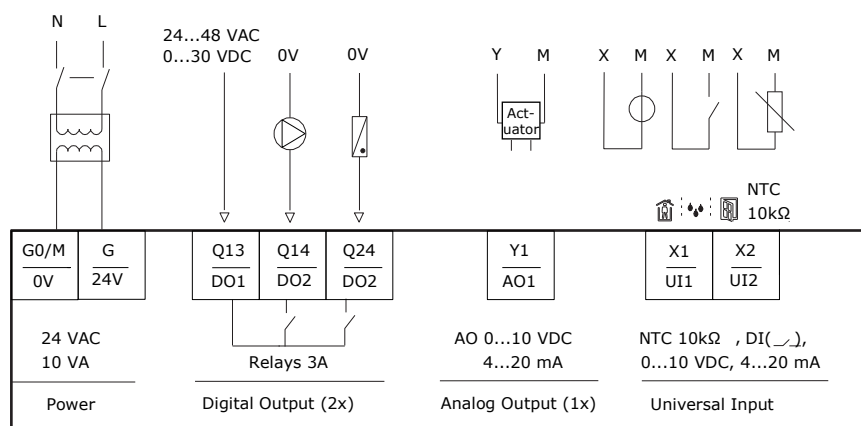 N L
24...48 VAC
0...30 VDC
0V
0V
Y M
X M X M X M
Act-
uator
NTC
10kΩ
G0/M
0V
G
24V
Q13
DO1
Q14
DO2
Q24
DO2
Y1
AO1
X1
UI1
X2
UI2
24 VAC
10 VA
Relays 3A
AO 0...10 VDC
4...20 mA
NTC 10kΩ , DI( ),
0...10 VDC, 4...20 mA
Power
Digital Output (2x)
Analog Output (1x)
Universal Input